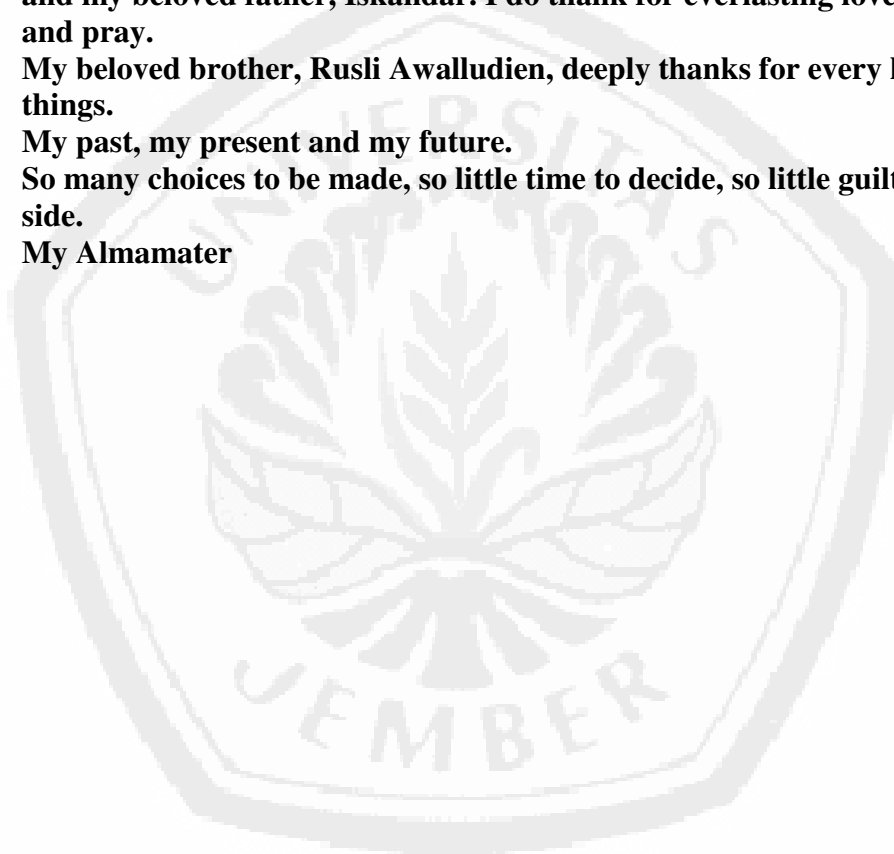 and my beloved father, Iskandar. I do thank for everlasting love
and pray.
My beloved brother, Rusli Awalludien, deeply thanks for every
things.
My past, my present and my future.
So many choices to be made, so little time to decide, so little guilt
side.
My Almamater
UNIVERSITAS
JEMBER